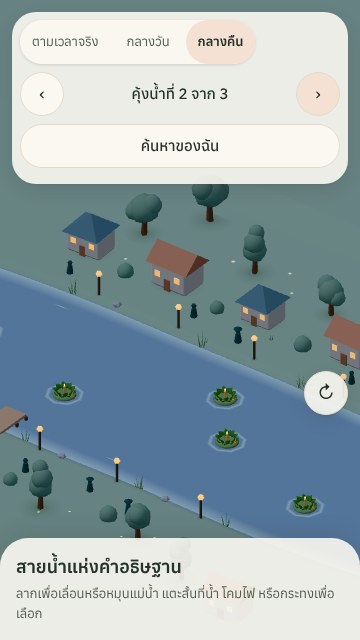 ตามเวลาจริง กลางวัน กลางคืน
‹ คุ้งน้ำที่ 2 จาก 3 ›
ค้นหาของฉัน
สายน้ำแห่งคำอธิษฐาน
ลากเพื่อเลื่อนหรือหมุนแม่น้ำ แตะสั้นที่น้ำ โคมไฟ หรือกระทงเพื่อ
เลือก